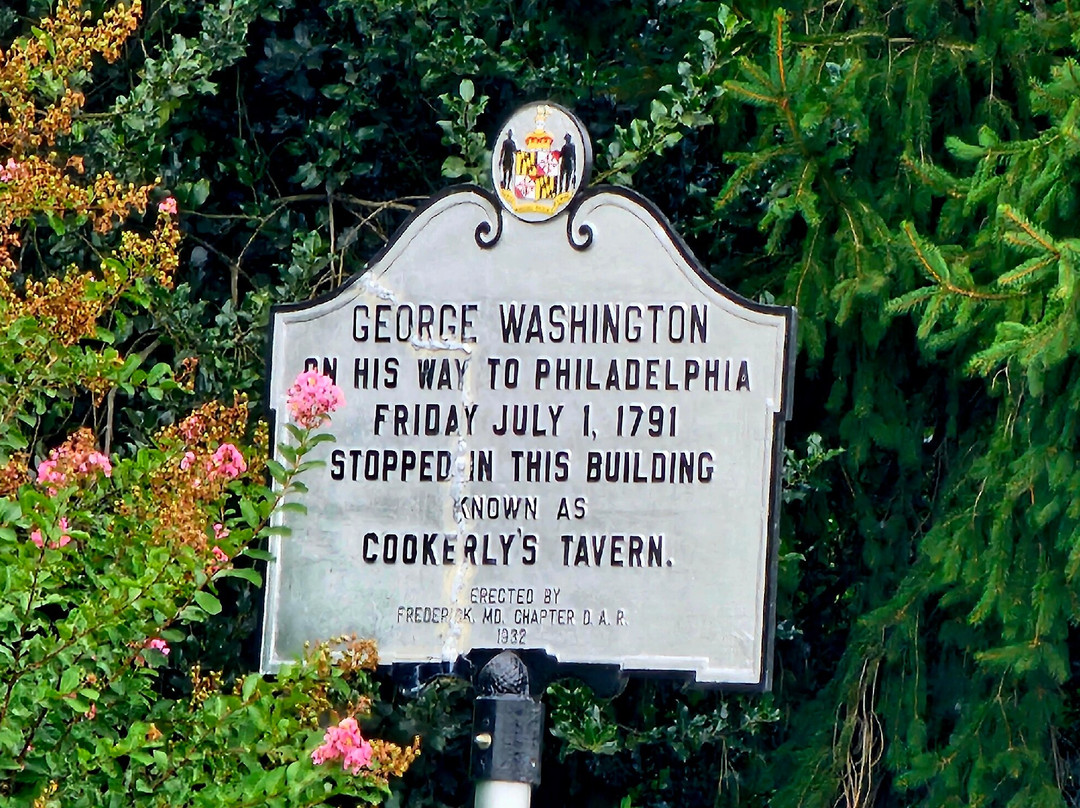 GEORGE WASHINGTON
ON HIS WAY TO PHILADELPHIA
FRIDAY JULY 1, 1791
STOPPED IN THIS BUILDING
KNOWN AS
COOKERLY'S TAVERN.
ERECTED BY
FREDERICK, MD. CHAPTER D.A.R.
1932